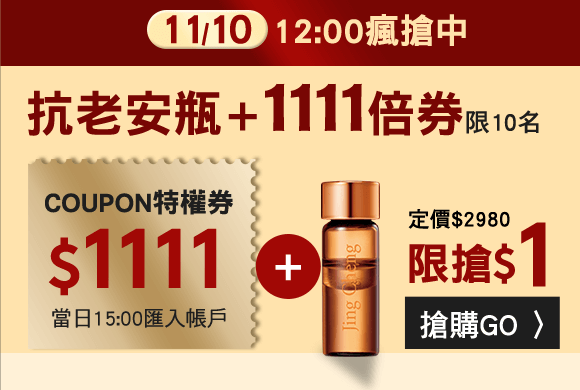 11/10 12:00瘋搶中
抗老安瓶+1111倍券限10名
COUPON特權券
$1111
當日15:00匯入帳戶
+
Jing Cheng
定價$2980
限搶$1
搶購GO 〉